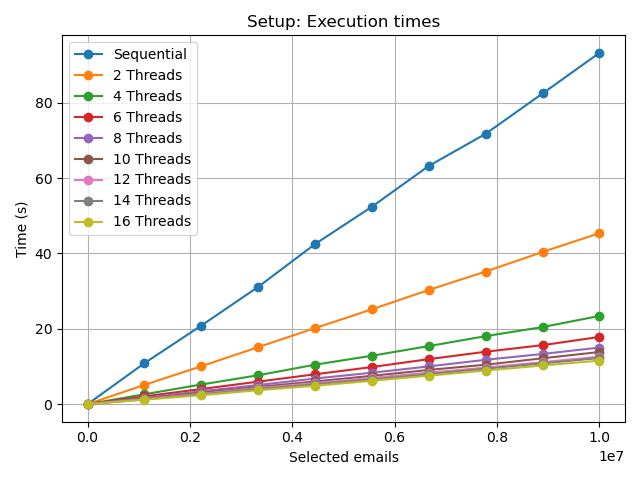 Setup: Execution times
Sequential
2 Threads
4 Threads
6 Threads
8 Threads
10 Threads
12 Threads
14 Threads
16 Threads
Time (s)
80
60
40
20
0
0.0 0.2 0.4 0.6 0.8 1.0
1e7
Selected emails